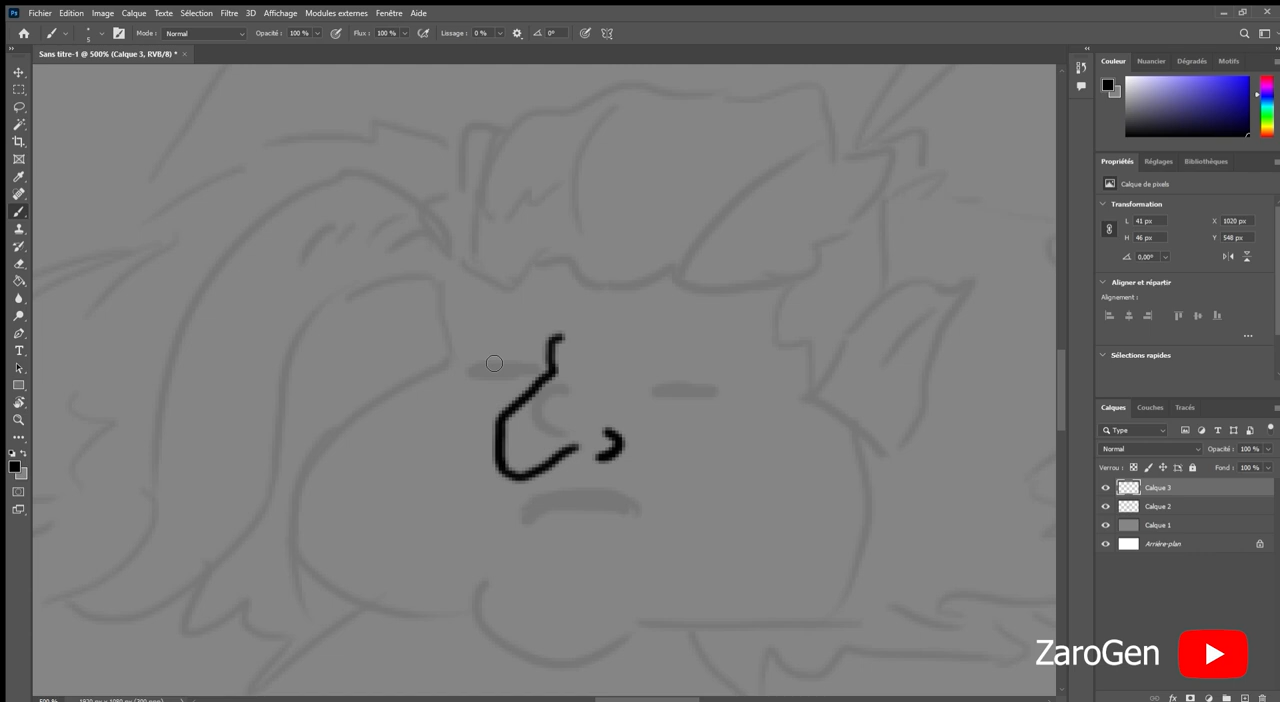 Ps Fichier Edition Image Calque Texte Sélection Filtre 3D Affichage Modules externes Fenêtre Aide
5 Mode : Normal Opacité : 100 % Flux : 100 % Lissage : 0 % 0°
Sans titre-1 @ 500% (Calque 3, RVB/8) * ×
Couleur Nuancier Dégradés Motifs
Propriétés Réglages Bibliothèques
Calque de pixels
Transformation
L 41 px X 1020 px
H 46 px Y 548 px
0,00°
Aligner et répartir
Alignement :
Sélections rapides
Calques Couches Tracés
Type
Normal Opacité : 100 %
Verrou : Fond : 100 %
Calque 3
Calque 2
Calque 1
Arrière-plan
ZaroGen
fx